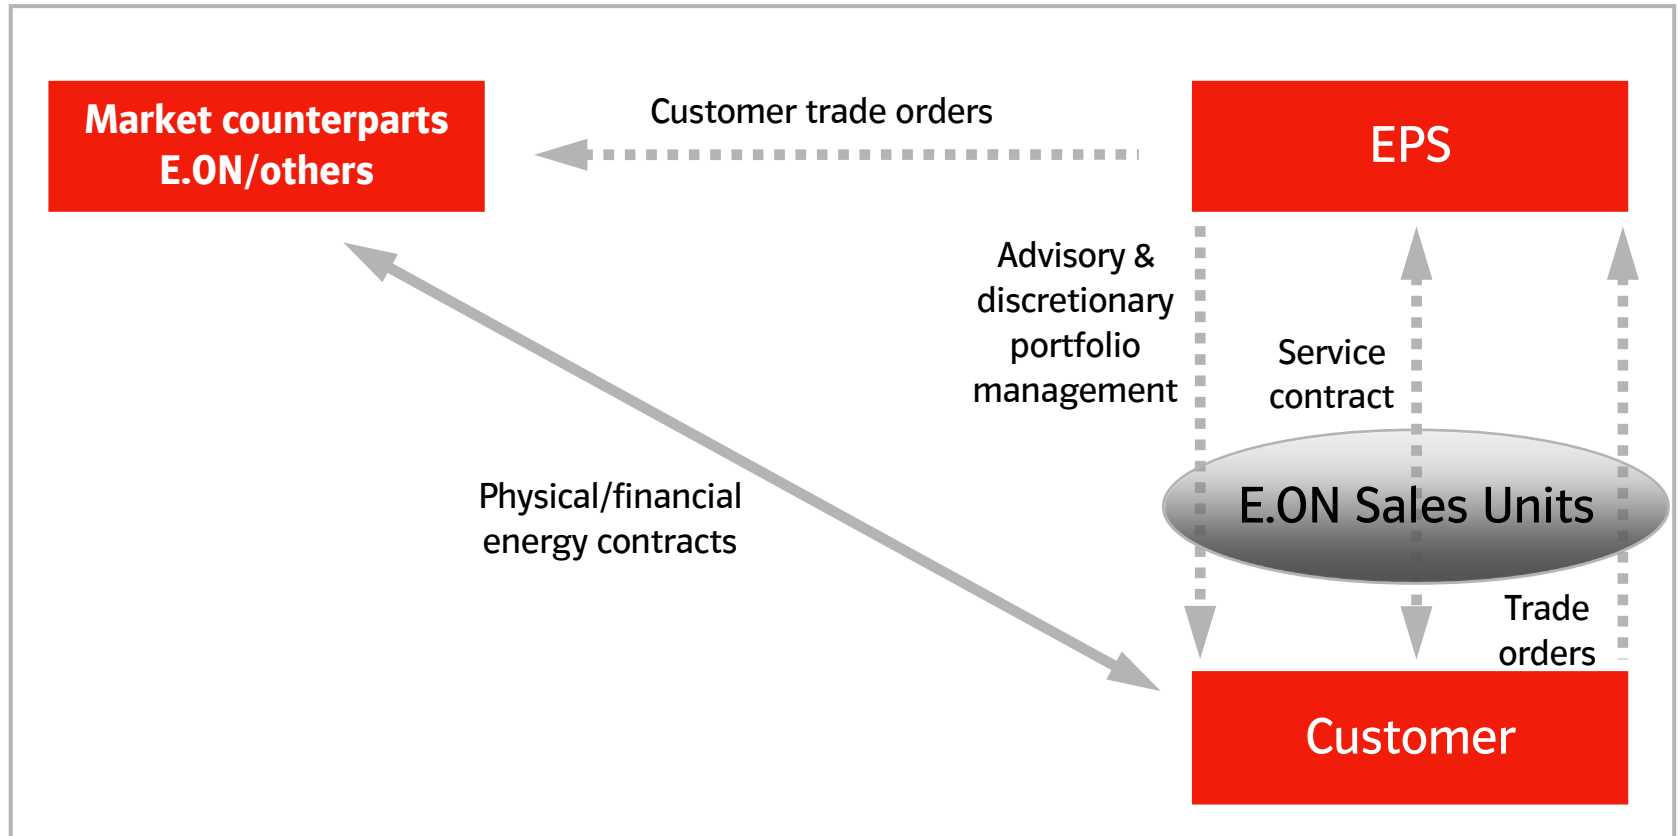 Market counterparts
E.ON/others
Customer trade orders
EPS
Advisory &
discretionary
portfolio
management
Service
contract
Physical/financial
energy contracts
E.ON Sales Units
Trade
orders
Customer